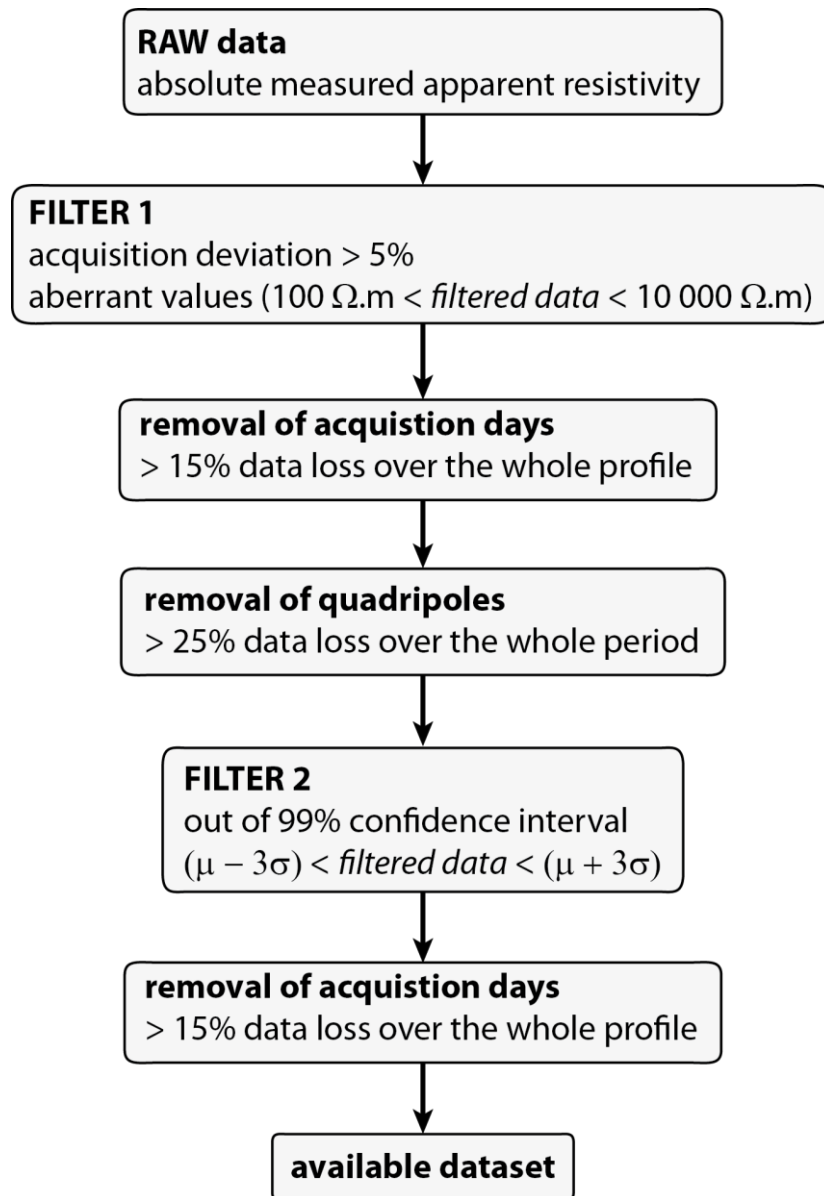 RAW data
absolute measured apparent resistivity
FILTER 1
acquisition deviation > 5%
aberrant values (100 Ω.m < filtered data < 10 000 Ω.m)
removal of acquistion days
> 15% data loss over the whole profile
removal of quadripoles
> 25% data loss over the whole period
FILTER 2
out of 99% confidence interval
(μ − 3σ) < filtered data < (μ + 3σ)
removal of acquistion days
> 15% data loss over the whole profile
available dataset